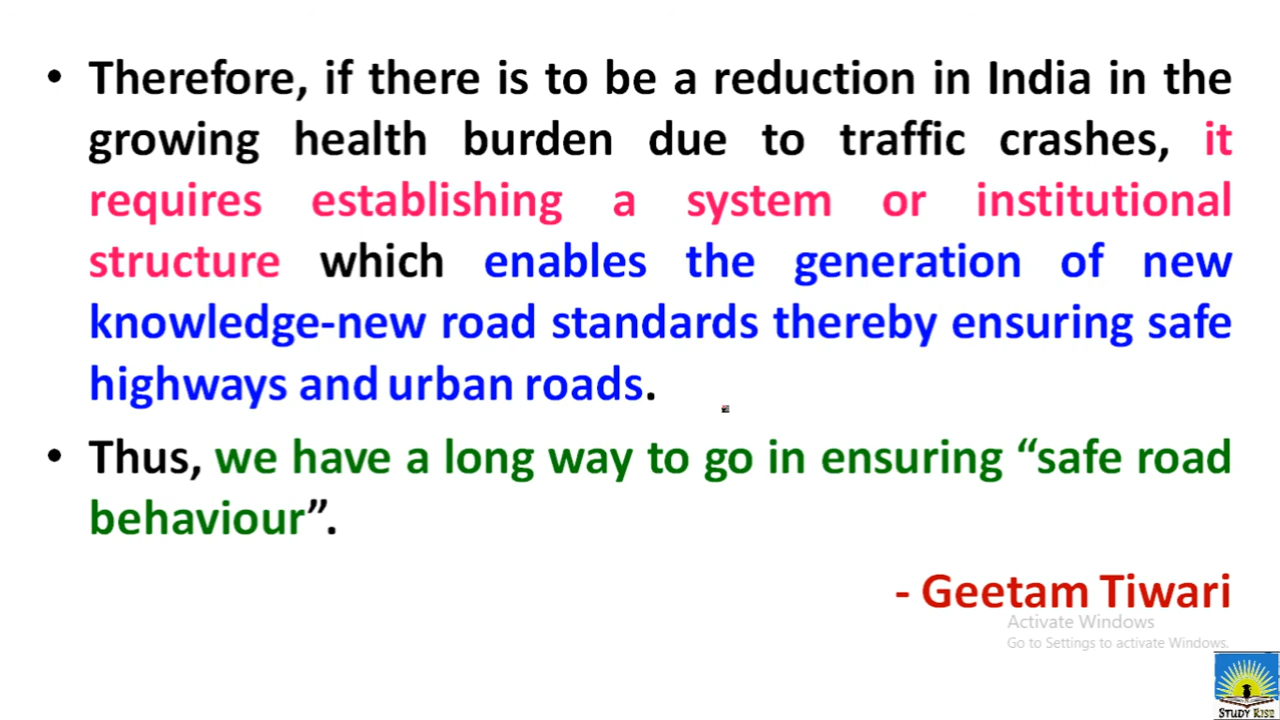 • Therefore, if there is to be a reduction in India in the
growing health burden due to traffic crashes, it
requires establishing a system or institutional
structure which enables the generation of new
knowledge-new road standards thereby ensuring safe
highways and urban roads.
• Thus, we have a long way to go in ensuring “safe road
behaviour”.
- Geetam Tiwari
Activate Windows
Go to Settings to activate Windows.
STUDY RISE